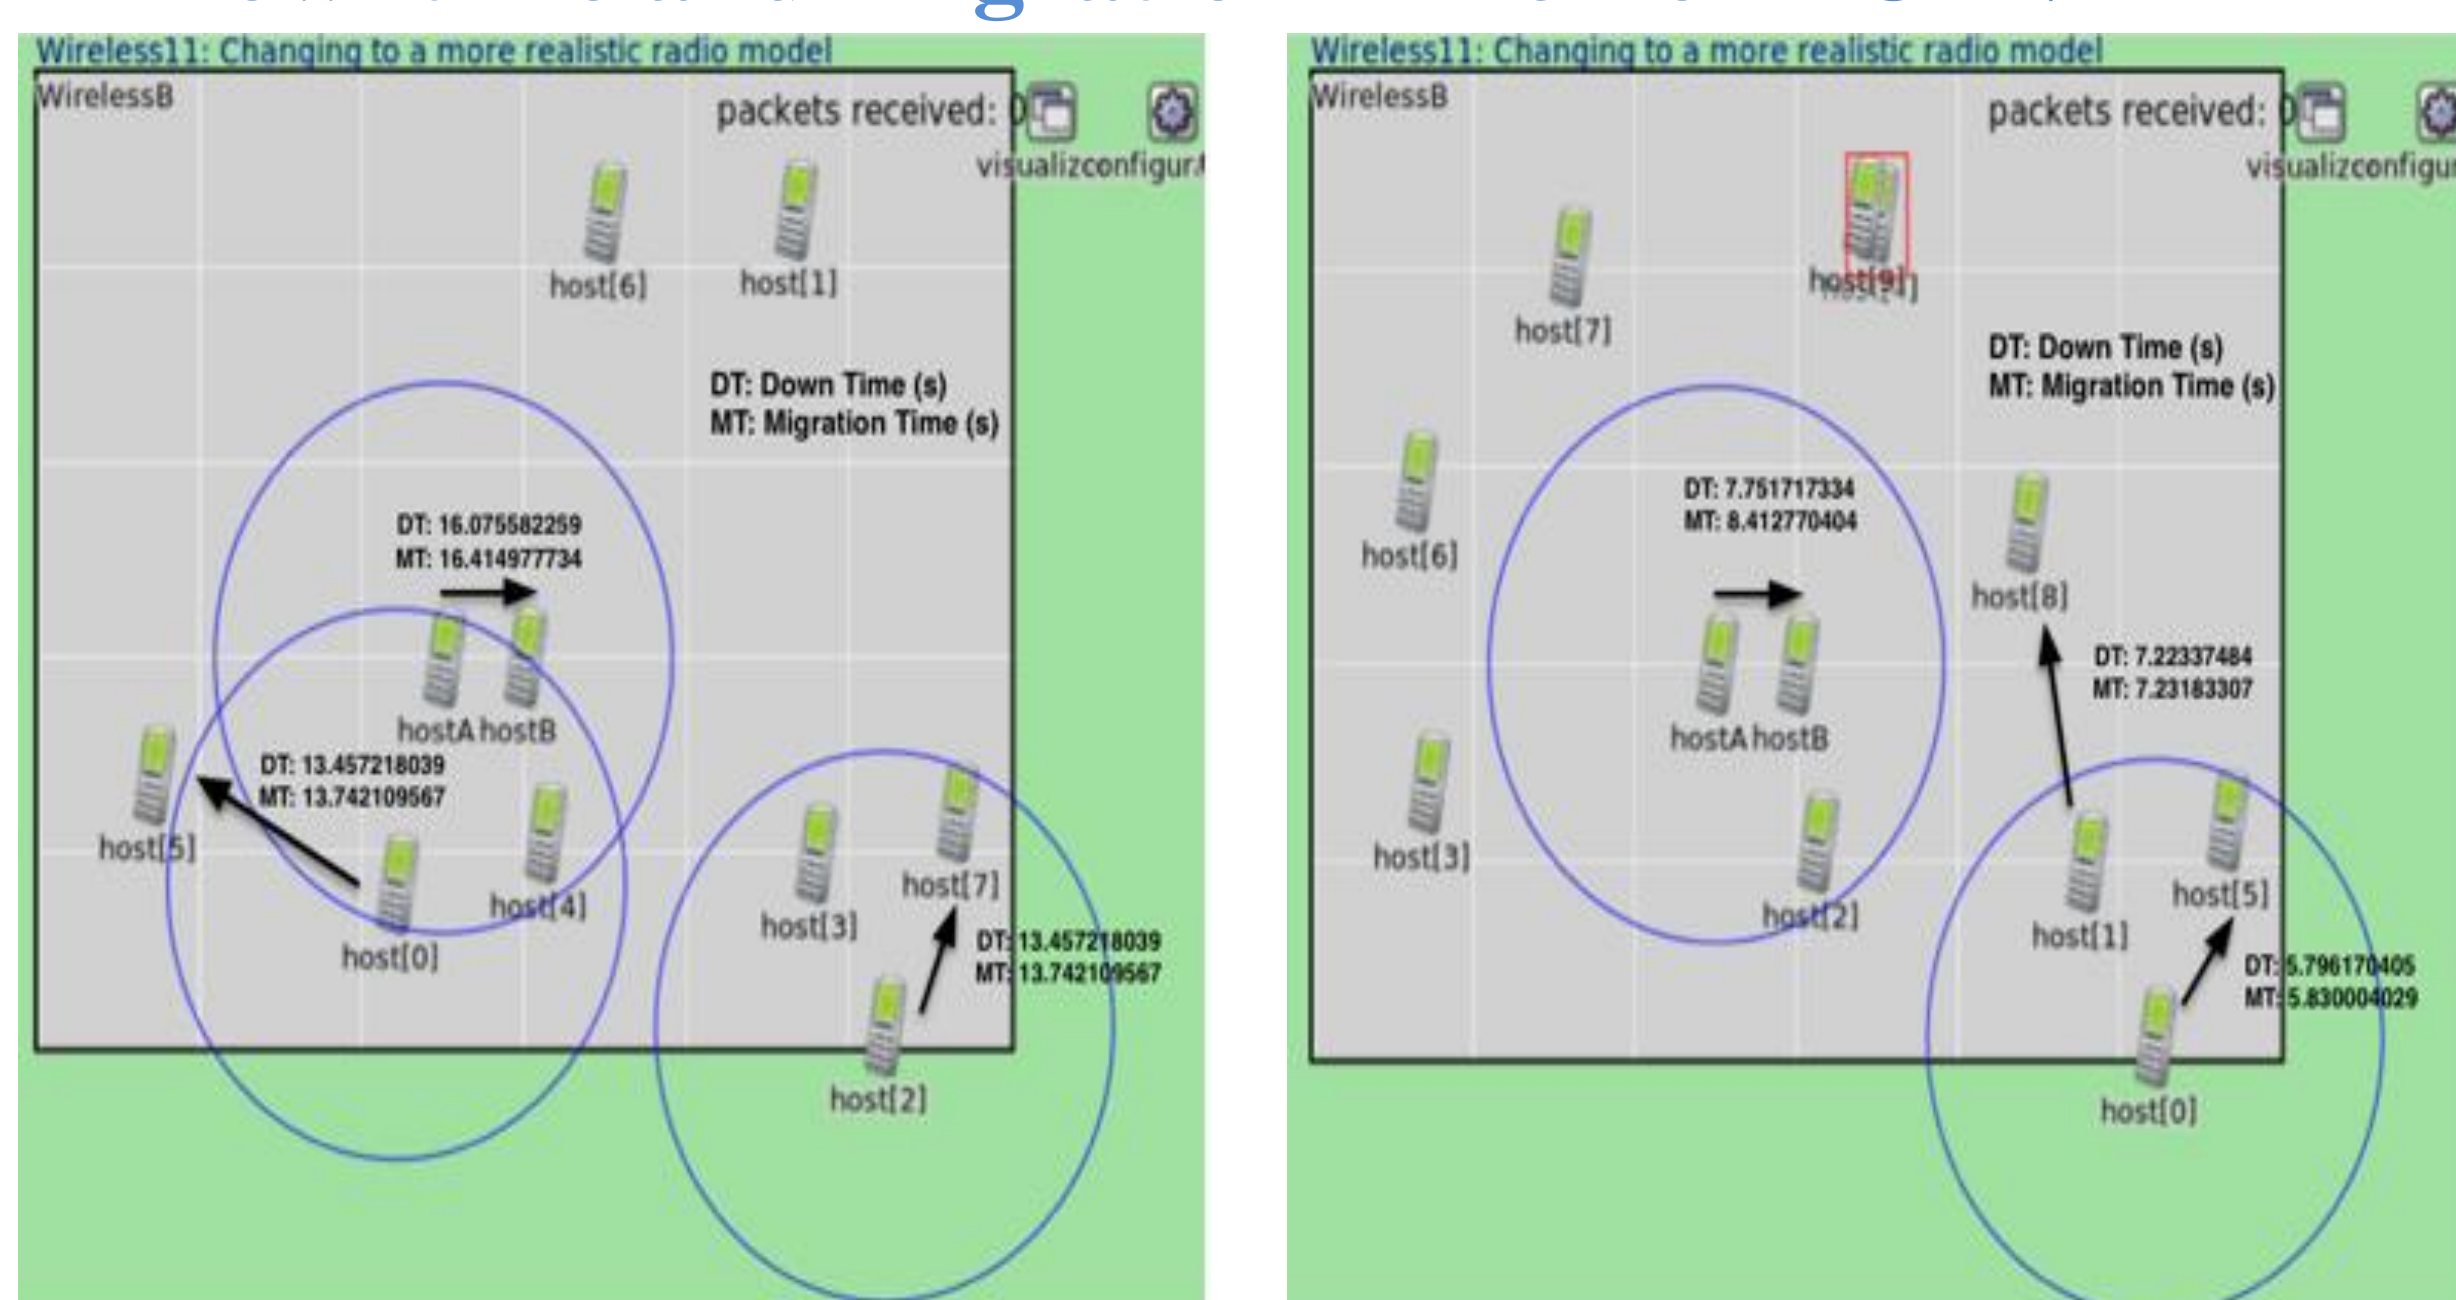 Wireless11: Changing to a more realistic radio model
WirelessB
packets received: 0
visualizconfigur
host[6]
host[1]
DT: Down Time (s)
MT: Migration Time (s)
DT: 16.075582259
MT: 16.414977734
hostA hostB
DT: 13.457218039
MT: 13.742109567
host[5]
host[4]
host[0]
host[3]
host[7]
DT: 13.457218039
MT: 13.742109567
host[2]
Wireless11: Changing to a more realistic radio model
WirelessB
packets received: 0
visualizconfigu
host[9]
host[7]
DT: Down Time (s)
MT: Migration Time (s)
DT: 7.751717334
MT: 8.412770404
host[6]
host[8]
DT: 7.22337484
MT: 7.23183307
hostA hostB
host[3]
host[2]
host[1]
host[5]
DT: 5.796170405
MT: 5.830004029
host[0]